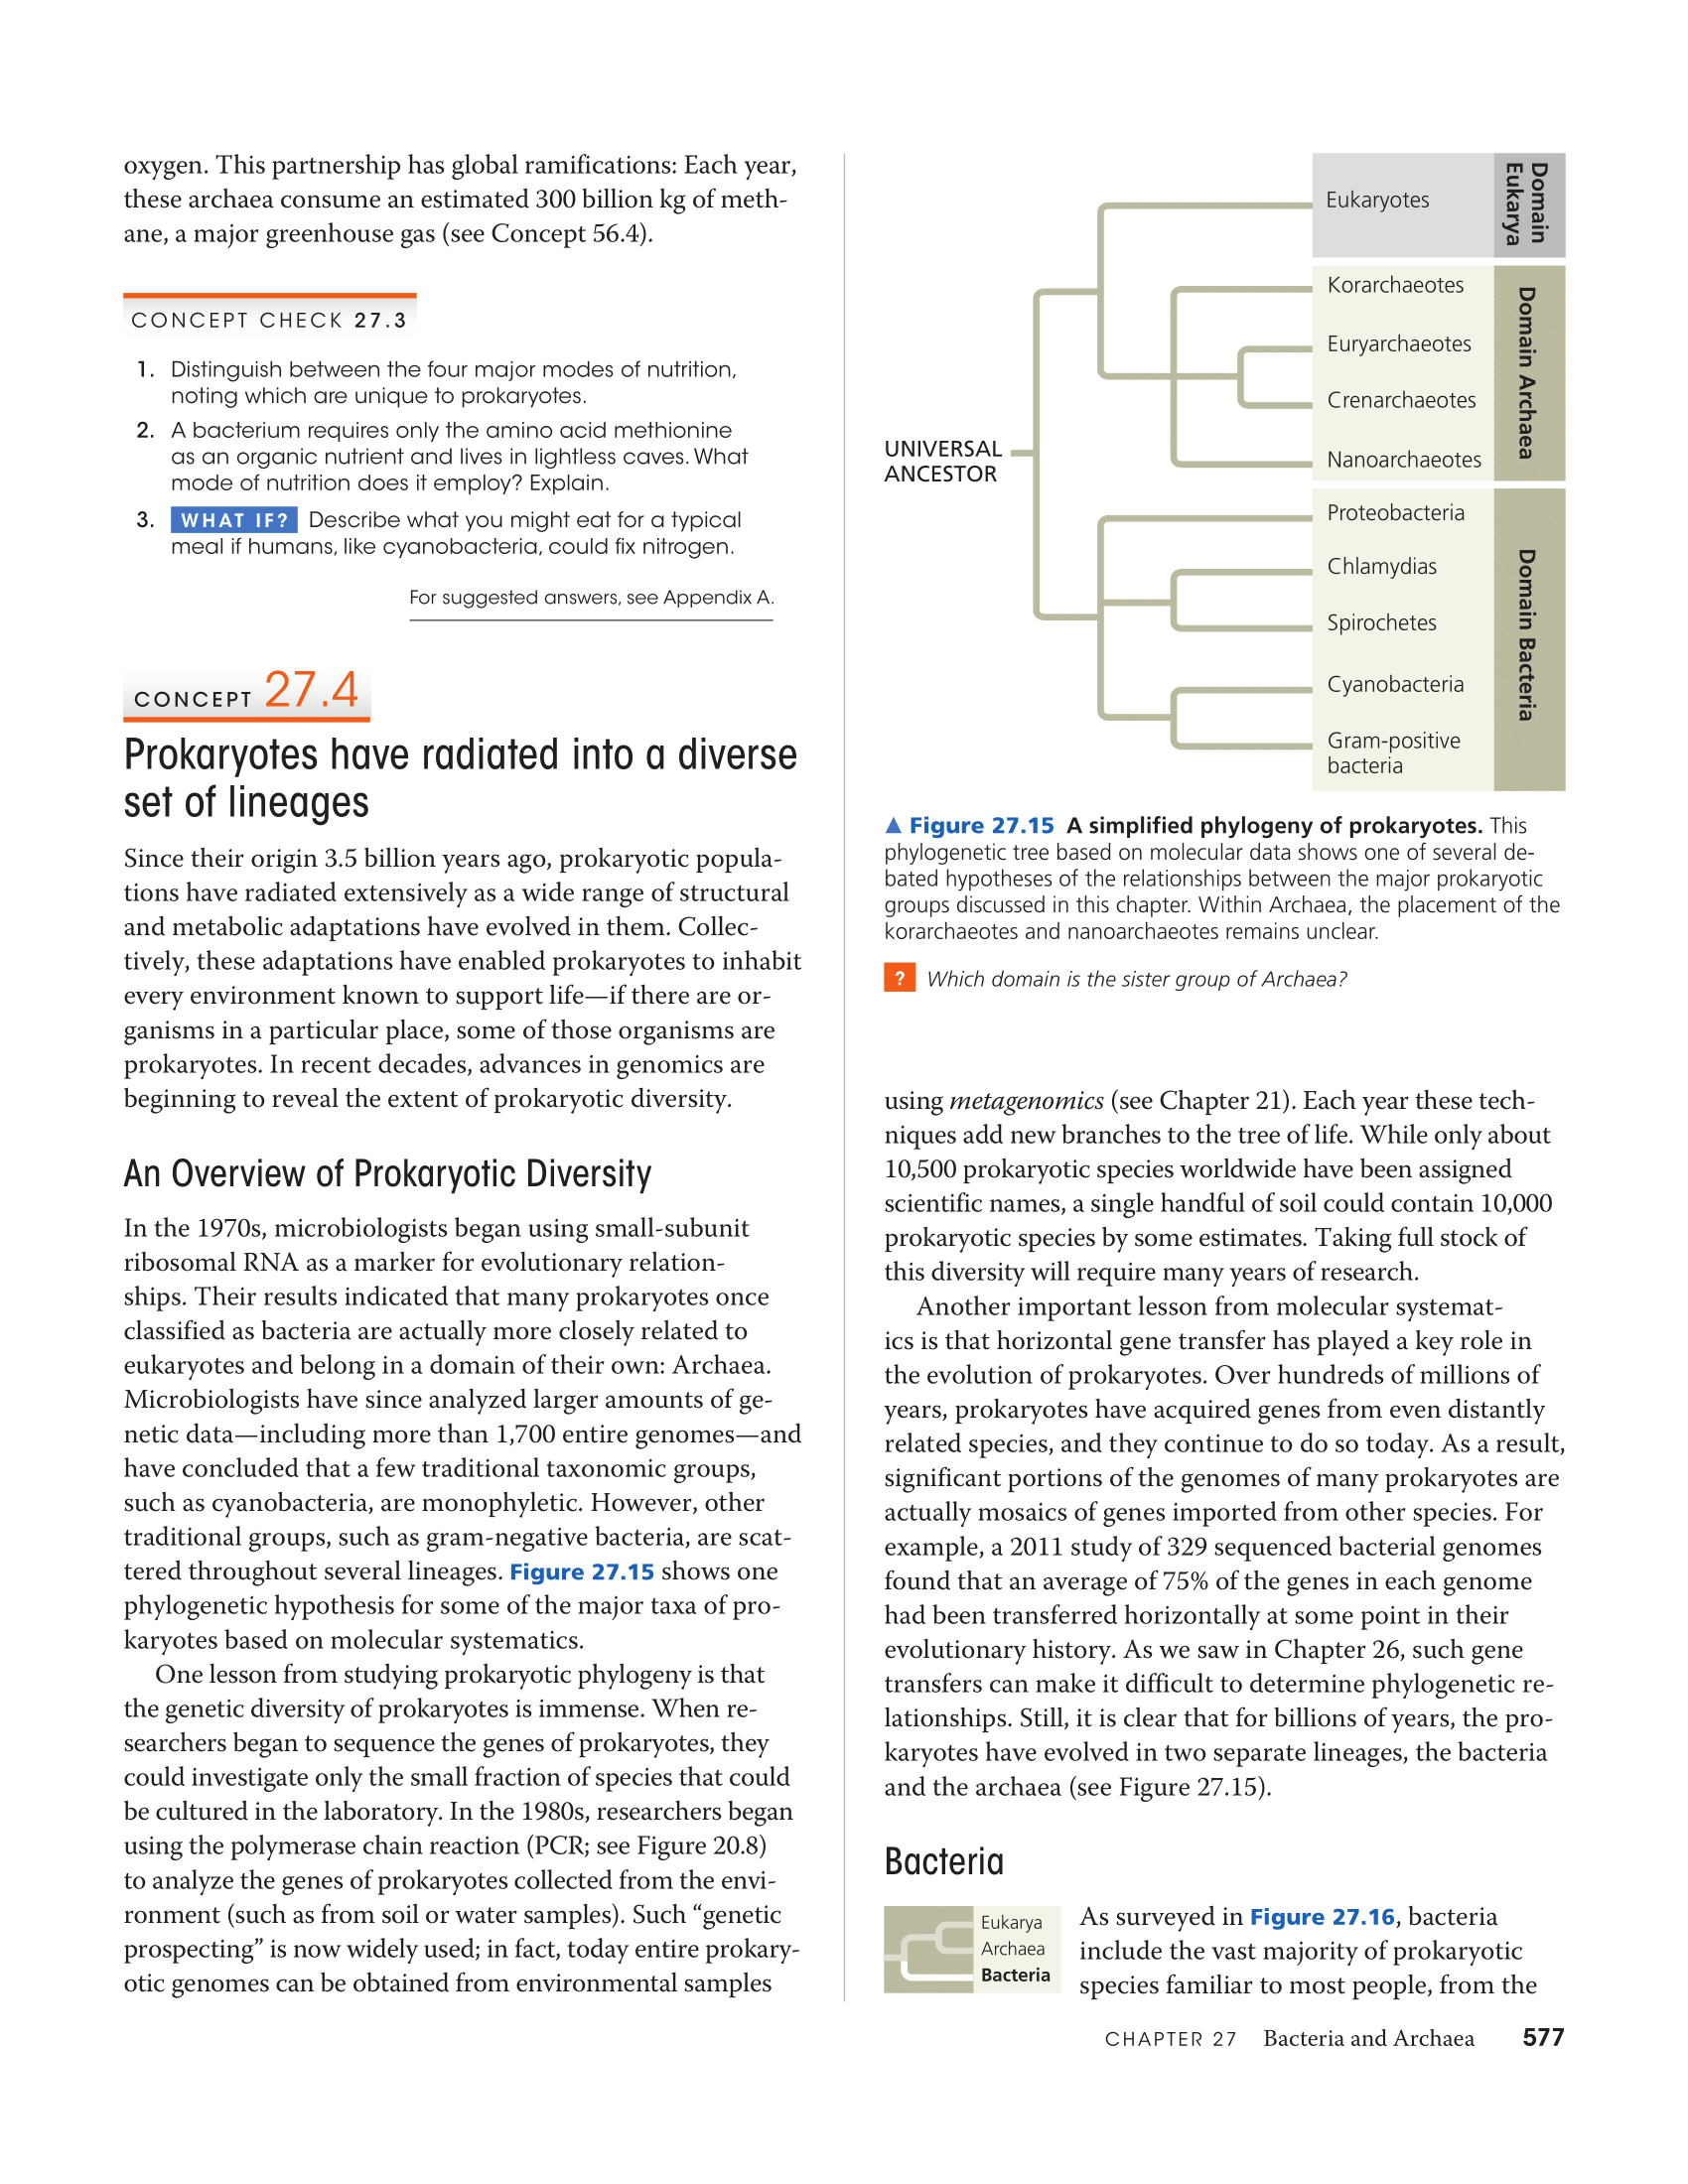 oxygen. This partnership has global ramifications: Each year,
these archaea consume an estimated 300 billion kg of meth-
ane, a major greenhouse gas (see Concept 56.4).
CONCEPT CHECK 27.3
1. Distinguish between the four major modes of nutrition,
noting which are unique to prokaryotes.
2. A bacterium requires only the amino acid methionine
as an organic nutrient and lives in lightless caves. What
mode of nutrition does it employ? Explain.
3. WHAT IF? Describe what you might eat for a typical
meal if humans, like cyanobacteria, could fix nitrogen.
For suggested answers, see Appendix A.
CONCEPT 27.4
Prokaryotes have radiated into a diverse
set of lineages
Since their origin 3.5 billion years ago, prokaryotic popula-
tions have radiated extensively as a wide range of structural
and metabolic adaptations have evolved in them. Collec-
tively, these adaptations have enabled prokaryotes to inhabit
every environment known to support life—if there are or-
ganisms in a particular place, some of those organisms are
prokaryotes. In recent decades, advances in genomics are
beginning to reveal the extent of prokaryotic diversity.
An Overview of Prokaryotic Diversity
In the 1970s, microbiologists began using small-subunit
ribosomal RNA as a marker for evolutionary relation-
ships. Their results indicated that many prokaryotes once
classified as bacteria are actually more closely related to
eukaryotes and belong in a domain of their own: Archaea.
Microbiologists have since analyzed larger amounts of ge-
netic data—including more than 1,700 entire genomes—and
have concluded that a few traditional taxonomic groups,
such as cyanobacteria, are monophyletic. However, other
traditional groups, such as gram-negative bacteria, are scat-
tered throughout several lineages. Figure 27.15 shows one
phylogenetic hypothesis for some of the major taxa of pro-
karyotes based on molecular systematics.
One lesson from studying prokaryotic phylogeny is that
the genetic diversity of prokaryotes is immense. When re-
searchers began to sequence the genes of prokaryotes, they
could investigate only the small fraction of species that could
be cultured in the laboratory. In the 1980s, researchers began
using the polymerase chain reaction (PCR; see Figure 20.8)
to analyze the genes of prokaryotes collected from the envi-
ronment (such as from soil or water samples). Such “genetic
prospecting” is now widely used; in fact, today entire prokary-
otic genomes can be obtained from environmental samples
UNIVERSAL
ANCESTOR
Eukaryotes
Domain
Eukarya
Korarchaeotes
Euryarchaeotes
Crenarchaeotes
Nanoarchaeotes
Domain Archaea
Proteobacteria
Chlamydias
Spirochetes
Cyanobacteria
Gram-positive
bacteria
Domain Bacteria
▲ Figure 27.15 A simplified phylogeny of prokaryotes. This
phylogenetic tree based on molecular data shows one of several de-
bated hypotheses of the relationships between the major prokaryotic
groups discussed in this chapter. Within Archaea, the placement of the
korarchaeotes and nanoarchaeotes remains unclear.
? Which domain is the sister group of Archaea?
using metagenomics (see Chapter 21). Each year these tech-
niques add new branches to the tree of life. While only about
10,500 prokaryotic species worldwide have been assigned
scientific names, a single handful of soil could contain 10,000
prokaryotic species by some estimates. Taking full stock of
this diversity will require many years of research.
Another important lesson from molecular systemat-
ics is that horizontal gene transfer has played a key role in
the evolution of prokaryotes. Over hundreds of millions of
years, prokaryotes have acquired genes from even distantly
related species, and they continue to do so today. As a result,
significant portions of the genomes of many prokaryotes are
actually mosaics of genes imported from other species. For
example, a 2011 study of 329 sequenced bacterial genomes
found that an average of 75% of the genes in each genome
had been transferred horizontally at some point in their
evolutionary history. As we saw in Chapter 26, such gene
transfers can make it difficult to determine phylogenetic re-
lationships. Still, it is clear that for billions of years, the pro-
karyotes have evolved in two separate lineages, the bacteria
and the archaea (see Figure 27.15).
Bacteria
Eukarya
Archaea
Bacteria
As surveyed in Figure 27.16, bacteria
include the vast majority of prokaryotic
species familiar to most people, from the
CHAPTER 27 Bacteria and Archaea 577